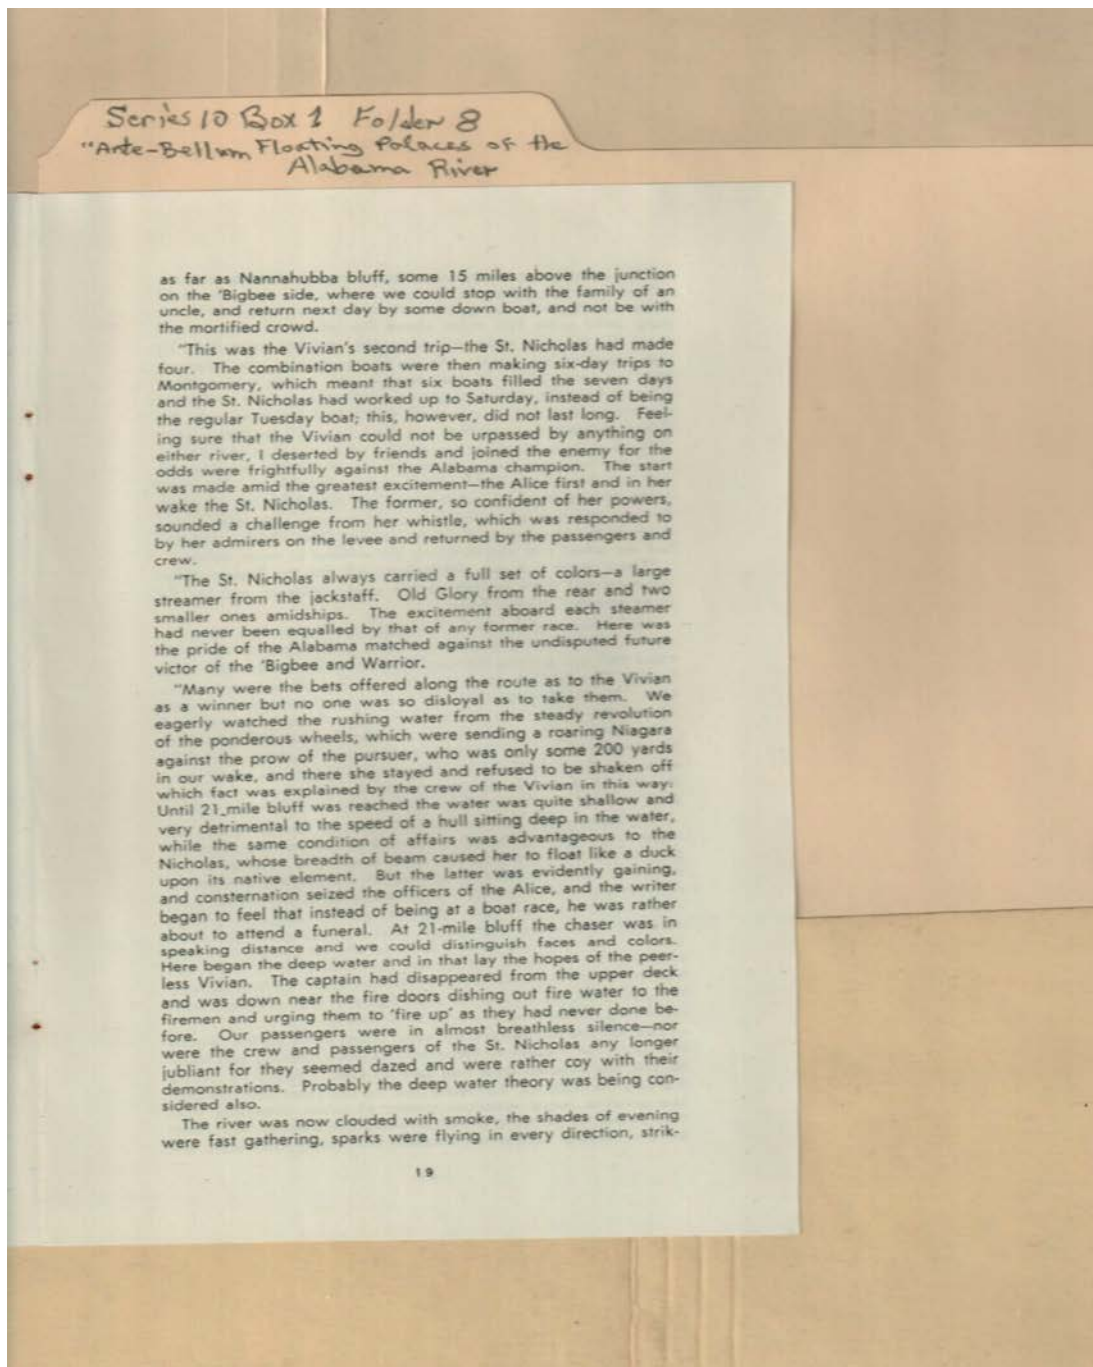 Series 10 Box 1 Folder 8
"Ante-Bellum Floating Palaces of the
Alabama River
as far as Nannahubba bluff, some 15 miles above the junction
on the 'Bigbee side, where we could stop with the family of an
uncle, and return next day by some down boat, and not be with
the mortified crowd.
"This was the Vivian's second trip—the St. Nicholas had made
four. The combination boats were then making six-day trips to
Montgomery, which meant that six boats filled the seven days
and the St. Nicholas had worked up to Saturday, instead of being
the regular Tuesday boat; this, however, did not last long. Feel-
ing sure that the Vivian could not be urpassed by anything on
either river, I deserted by friends and joined the enemy for the
odds were frightfully against the Alabama champion. The start
was made amid the greatest excitement—the Alice first and in her
wake the St. Nicholas. The former, so confident of her powers,
sounded a challenge from her whistle, which was responded to
by her admirers on the levee and returned by the passengers and
crew.
"The St. Nicholas always carried a full set of colors—a large
streamer from the jackstaff. Old Glory from the rear and two
smaller ones amidships. The excitement aboard each steamer
had never been equalled by that of any former race. Here was
the pride of the Alabama matched against the undisputed future
victor of the 'Bigbee and Warrior.
"Many were the bets offered along the route as to the Vivian
as a winner but no one was so disloyal as to take them. We
eagerly watched the rushing water from the steady revolution
of the ponderous wheels, which were sending a roaring Niagara
against the prow of the pursuer, who was only some 200 yards
in our wake, and there she stayed and refused to be shaken off
which fact was explained by the crew of the Vivian in this way:
Until 21_mile bluff was reached the water was quite shallow and
very detrimental to the speed of a hull sitting deep in the water,
while the same condition of affairs was advantageous to the
Nicholas, whose breadth of beam caused her to float like a duck
upon its native element. But the latter was evidently gaining,
and consternation seized the officers of the Alice, and the writer
began to feel that instead of being at a boat race, he was rather
about to attend a funeral. At 21-mile bluff the chaser was in
speaking distance and we could distinguish faces and colors.
Here began the deep water and in that lay the hopes of the peer-
less Vivian. The captain had disappeared from the upper deck
and was down near the fire doors dishing out fire water to the
firemen and urging them to 'fire up' as they had never done be-
fore. Our passengers were in almost breathless silence—nor
were the crew and passengers of the St. Nicholas any longer
jubliant for they seemed dazed and were rather coy with their
demonstrations. Probably the deep water theory was being con-
sidered also.
The river was now clouded with smoke, the shades of evening
were fast gathering, sparks were flying in every direction, strik-
19